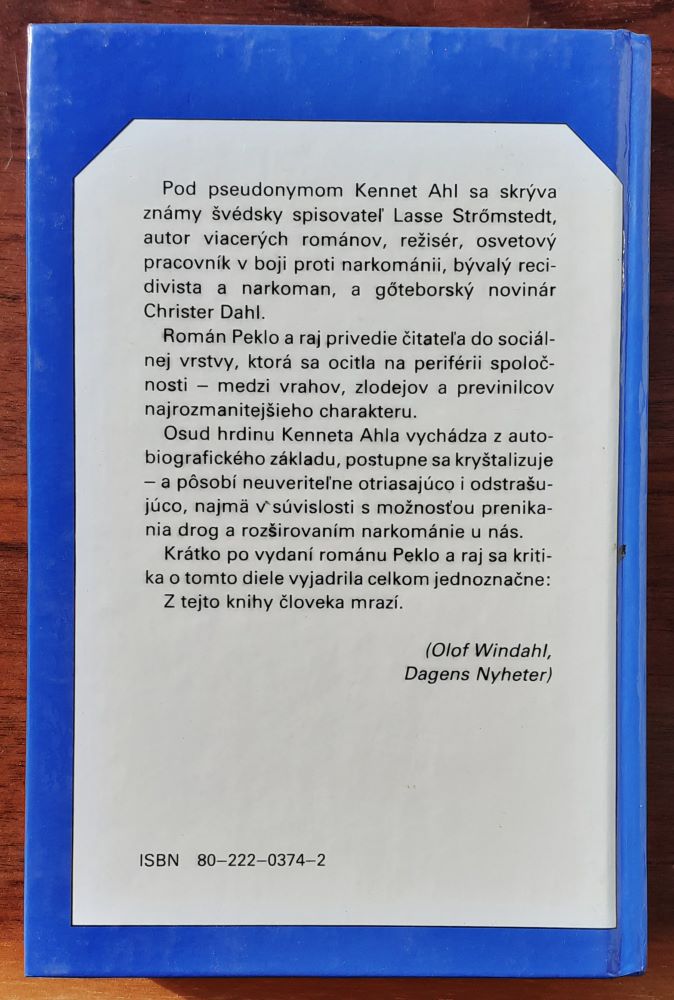 Pod pseudonymom Kennet Ahl sa skrýva
známy švédsky spisovateľ Lasse Strőmstedt,
autor viacerých románov, režisér, osvetový
pracovník v boji proti narkománii, bývalý reci-
divista a narkoman, a gőteborský novinár
Christer Dahl.
Román Peklo a raj privedie čitateľa do sociál-
nej vrstvy, ktorá sa ocitla na periférii spoloč-
nosti – medzi vrahov, zlodejov a previnilcov
najrozmanitejšieho charakteru.
Osud hrdinu Kenneta Ahla vychádza z auto-
biografického základu, postupne sa kryštalizuje
– a pôsobí neuveriteľne otriasajúco i odstrašu-
júco, najmä v súvislosti s možnosťou prenika-
nia drog a rozširovaním narkománie u nás.
Krátko po vydaní románu Peklo a raj sa kriti-
ka o tomto diele vyjadrila celkom jednoznačne:
Z tejto knihy človeka mrazí.
(Olof Windahl,
Dagens Nyheter)
ISBN 80–222–0374–2